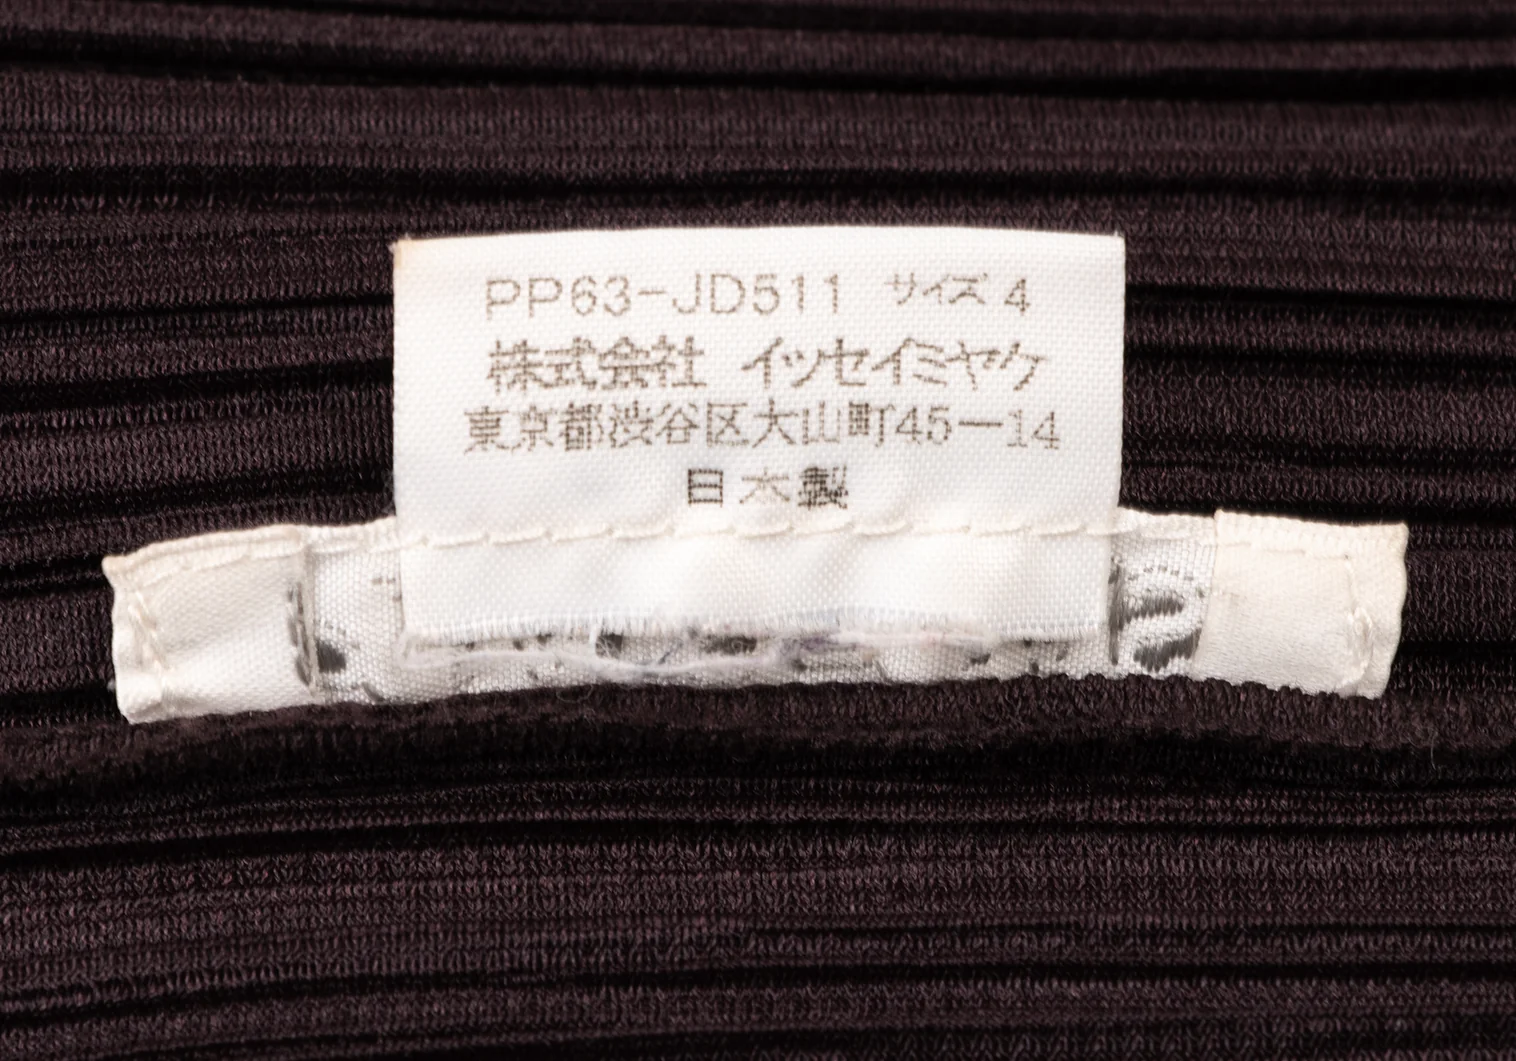 PP63-JD511 サイズ 4
株式会社 イッセイミヤケ
東京都渋谷区大山町45-14
日本製